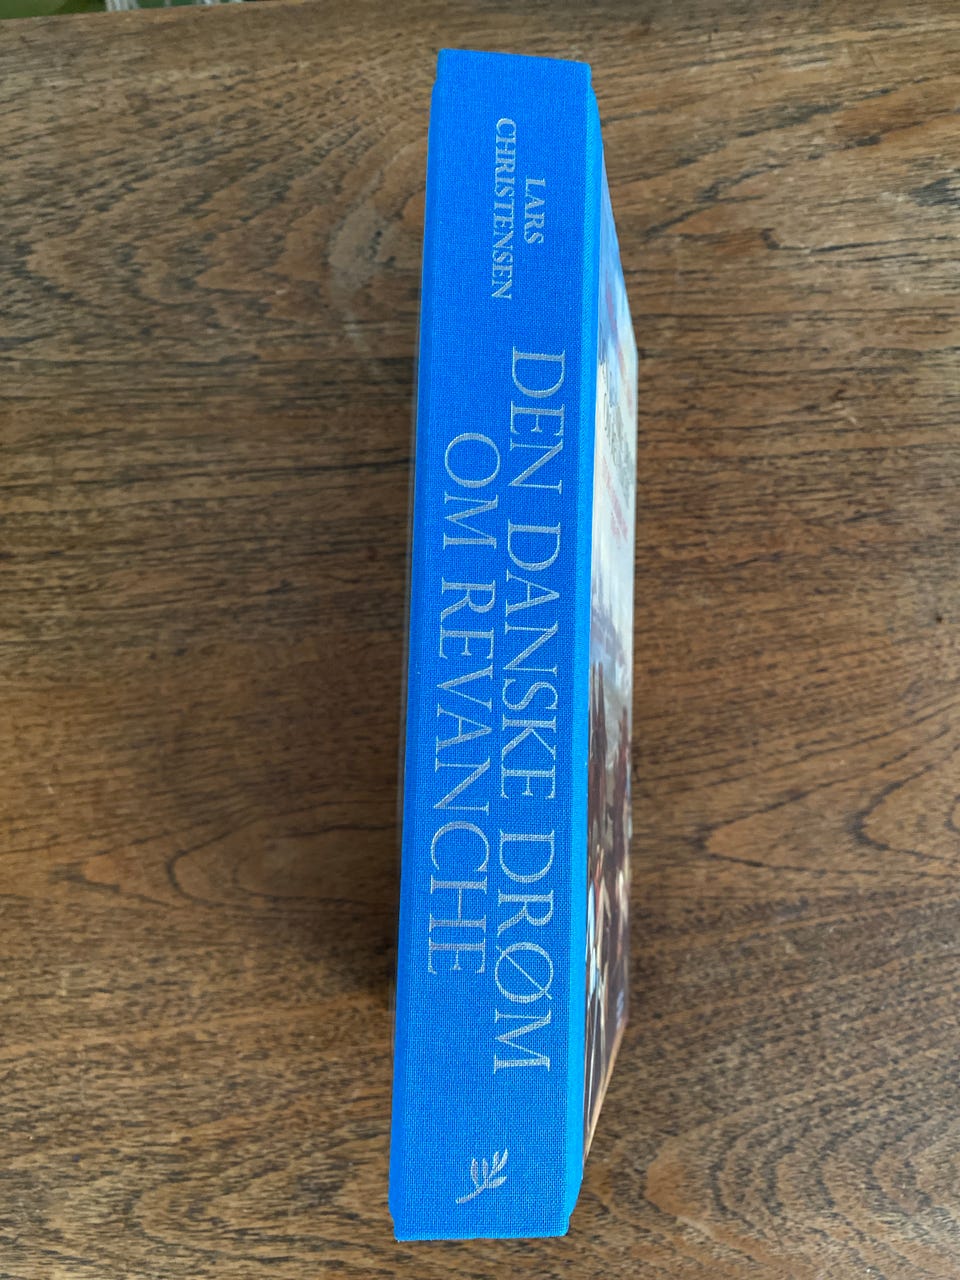 LARS
CHRISTENSEN
DEN DANSKE DRØM
OM REVANCHE